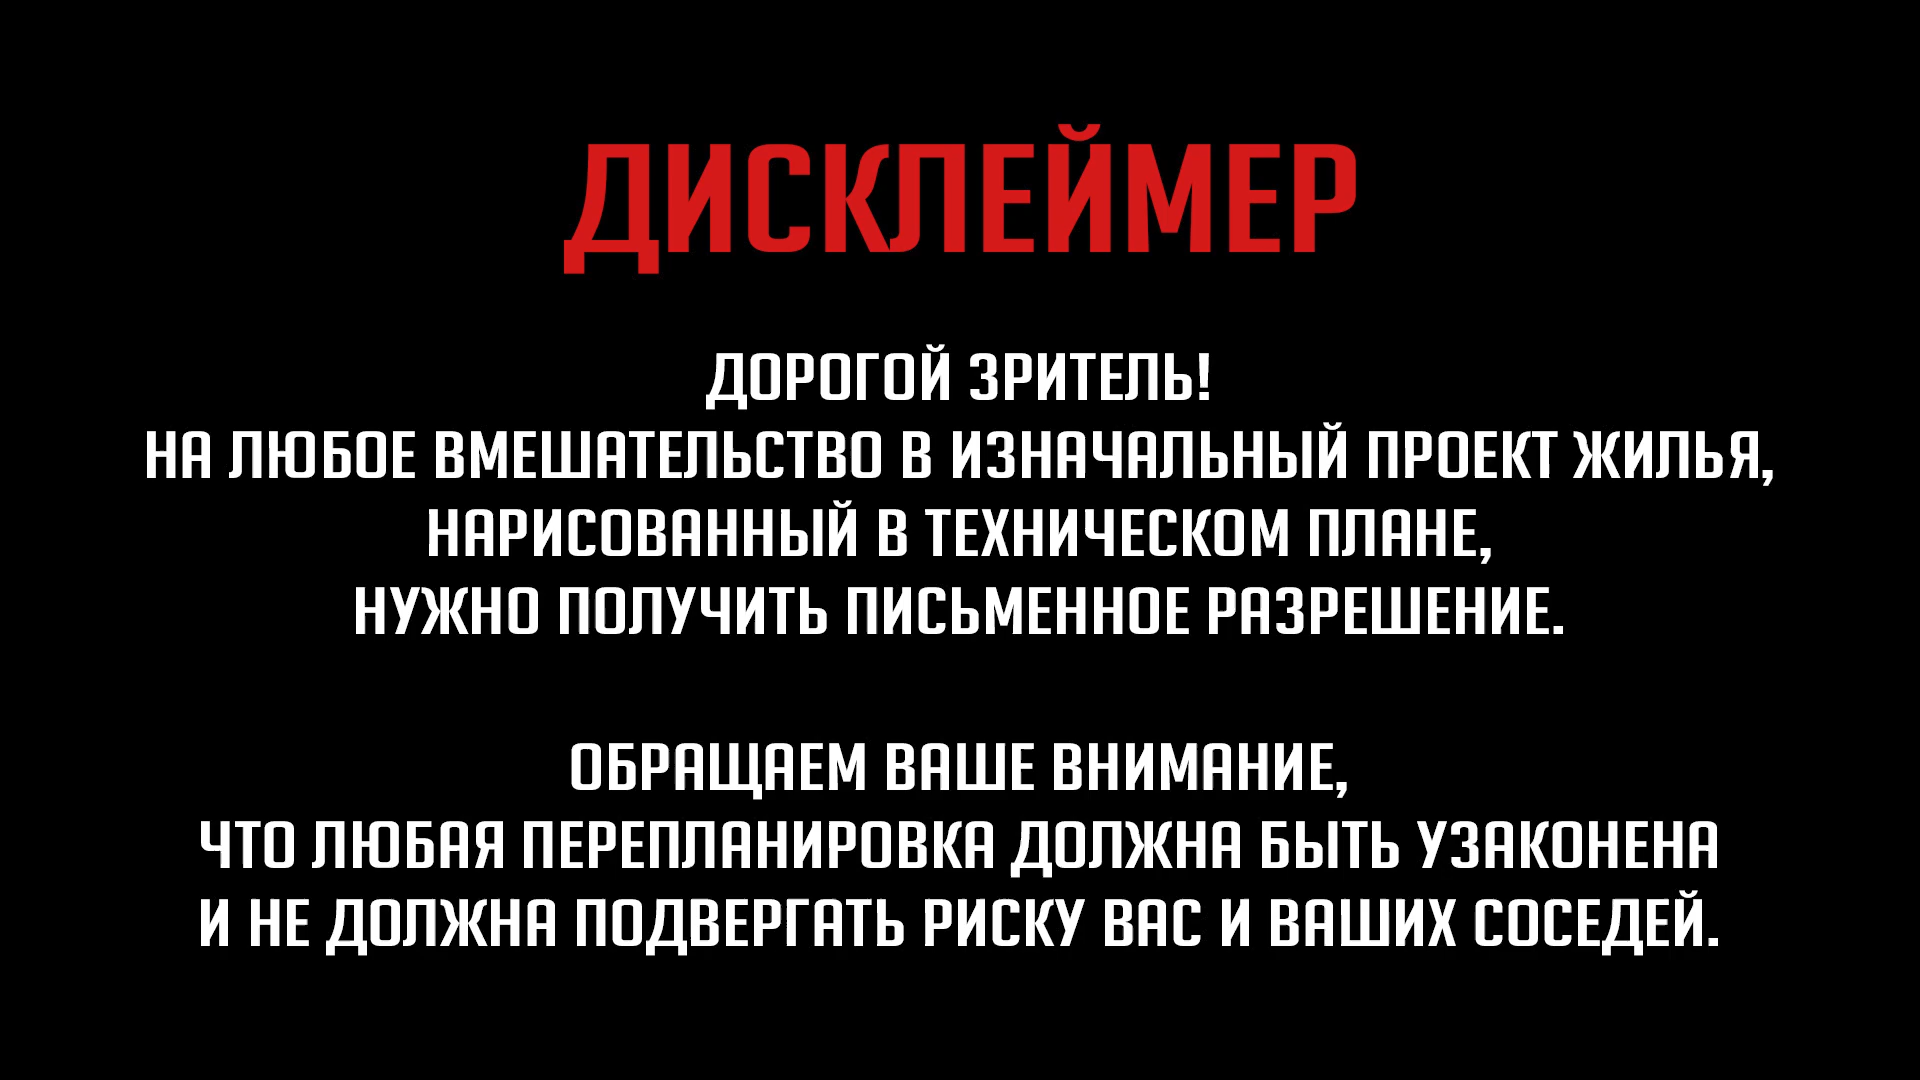 ДИСКЛЕЙМЕР
ДОРОГОЙ ЗРИТЕЛЬ!
НА ЛЮБОЕ ВМЕШАТЕЛЬСТВО В ИЗНАЧАЛЬНЫЙ ПРОЕКТ ЖИЛЬЯ,
НАРИСОВАННЫЙ В ТЕХНИЧЕСКОМ ПЛАНЕ,
НУЖНО ПОЛУЧИТЬ ПИСЬМЕННОЕ РАЗРЕШЕНИЕ.
ОБРАЩАЕМ ВАШЕ ВНИМАНИЕ,
ЧТО ЛЮБАЯ ПЕРЕПЛАНИРОВКА ДОЛЖНА БЫТЬ УЗАКОНЕНА
И НЕ ДОЛЖНА ПОДВЕРГАТЬ РИСКУ ВАС И ВАШИХ СОСЕДЕЙ.